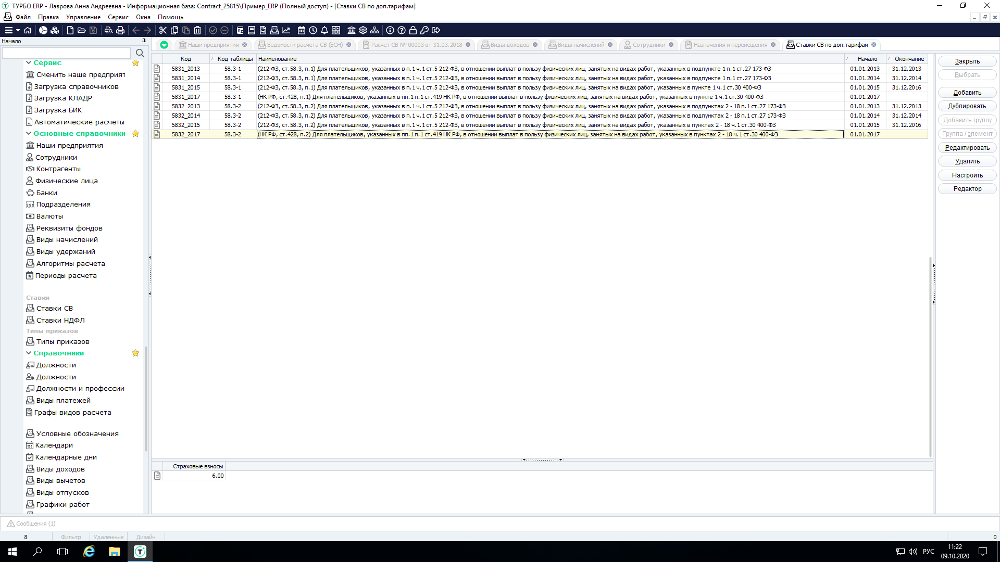 ТУРБО ERP - Лаврова Анна Андреевна - Информационная база: Contract_25815\Пример_ERP (Полный доступ) - [Ставки СВ по доп.тарифам]
Файл Правка Управление Сервис Окна Помощь
Начало
Сервис
Сменить наше предприят
Загрузка справочников
Загрузка КЛАДР
Загрузка БИК
Автоматические расчеты
Основные справочники
Наши предприятия
Сотрудники
Контрагенты
Физические лица
Банки
Подразделения
Валюты
Реквизиты фондов
Виды начислений
Виды удержаний
Алгоритмы расчета
Периоды расчета
Ставки
Ставки СВ
Ставки НДФЛ
Типы приказов
Типы приказов
Справочники
Должности
Должности
Должности и профессии
Виды платежей
Графы видов расчета
Условные обозначения
Календари
Календарные дни
Виды доходов
Виды вычетов
Виды отпусков
Графики работ
Наши предприятия Ведомости расчета СВ (ЕСН) Расчет СВ № 00003 от 31.03.2018 Виды доходов Виды начислений Сотрудники Назначения и перемещения Ставки СВ по доп.тарифам
Код Код таблицы Наименование Начало Окончание
5831_2013 58.3-1 (212-ФЗ, ст.58.3, п.1) Для плательщиков, указанных в п.1 ч.1 ст.5 212-ФЗ, в отношении выплат в пользу физических лиц, занятых на видах работ, указанных в подпункте 1 п.1 ст.27 173-ФЗ 01.01.2013 31.12.2013
5831_2014 58.3-1 (212-ФЗ, ст.58.3, п.1) Для плательщиков, указанных в п.1 ч.1 ст.5 212-ФЗ, в отношении выплат в пользу физических лиц, занятых на видах работ, указанных в подпункте 1 п.1 ст.27 173-ФЗ 01.01.2014 31.12.2014
5831_2015 58.3-1 (212-ФЗ, ст.58.3, п.1) Для плательщиков, указанных в п.1 ч.1 ст.5 212-ФЗ, в отношении выплат в пользу физических лиц, занятых на видах работ, указанных в пункте 1 ч.1 ст.30 400-ФЗ 01.01.2015 31.12.2016
5831_2017 58.3-1 (НК РФ, ст.428, п.1) Для плательщиков, указанных в пп.1 п.1 ст.419 НК РФ, в отношении выплат в пользу физических лиц, занятых на видах работ, указанных в пункте 1 ч.1 ст.30 400-ФЗ 01.01.2017
5832_2013 58.3-2 (212-ФЗ, ст.58.3, п.2) Для плательщиков, указанных в п.1 ч.1 ст.5 212-ФЗ, в отношении выплат в пользу физических лиц, занятых на видах работ, указанных в подпунктах 2 - 18 п.1 ст.27 173-ФЗ 01.01.2013 31.12.2013
5832_2014 58.3-2 (212-ФЗ, ст.58.3, п.2) Для плательщиков, указанных в п.1 ч.1 ст.5 212-ФЗ, в отношении выплат в пользу физических лиц, занятых на видах работ, указанных в подпунктах 2 - 18 п.1 ст.27 173-ФЗ 01.01.2014 31.12.2014
5832_2015 58.3-2 (212-ФЗ, ст.58.3, п.2) Для плательщиков, указанных в п.1 ч.1 ст.5 212-ФЗ, в отношении выплат в пользу физических лиц, занятых на видах работ, указанных в пунктах 2 - 18 ч.1 ст.30 400-ФЗ 01.01.2015 31.12.2016
5832_2017 58.3-2 (НК РФ, ст.428, п.2) Для плательщиков, указанных в пп.1 п.1 ст.419 НК РФ, в отношении выплат в пользу физических лиц, занятых на видах работ, указанных в пунктах 2 - 18 ч.1 ст.30 400-ФЗ 01.01.2017
Страховые взносы
6.00
Закрыть
Выбрать
Добавить
Дублировать
Добавить группу
Группа / элемент
Редактировать
Удалить
Настроить
Редактор
Сообщения (1)
8 Фильтр Удаленные Дизайн 0
РУС 11:22
09.10.2020